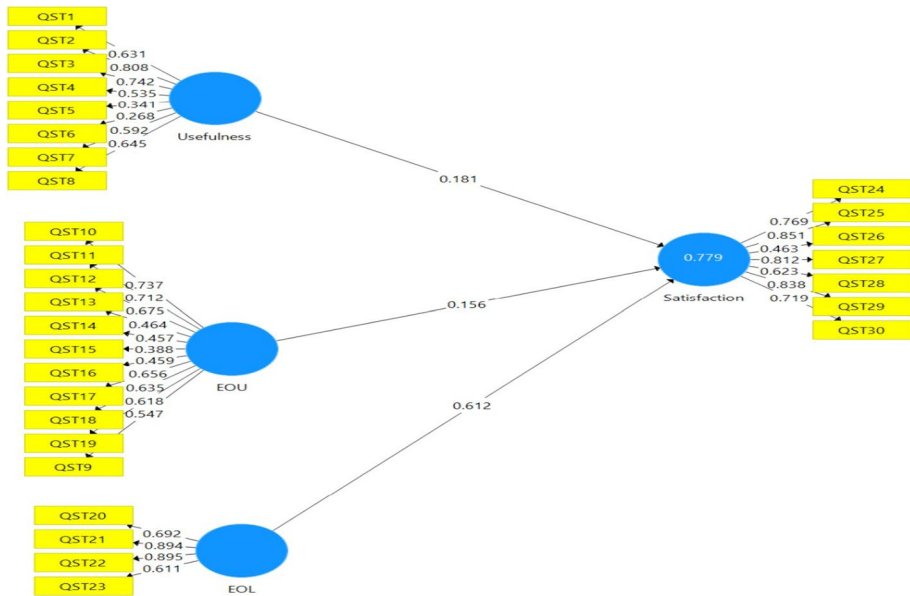 QST1
QST2
QST3
QST4
QST5
QST6
QST7
QST8
0.631
0.808
0.742
0.535
0.341
0.268
0.592
0.645
Usefulness
0.181
QST10
QST11
QST12
QST13
QST14
QST15
QST16
QST17
QST18
QST19
QST9
0.737
0.712
0.675
0.464
0.457
0.388
0.459
0.656
0.635
0.618
0.547
EOU
0.156
QST20
QST21
QST22
QST23
0.692
0.894
0.895
0.611
EOL
0.612
0.779
Satisfaction
0.769
0.851
0.463
0.812
0.623
0.838
0.719
QST24
QST25
QST26
QST27
QST28
QST29
QST30